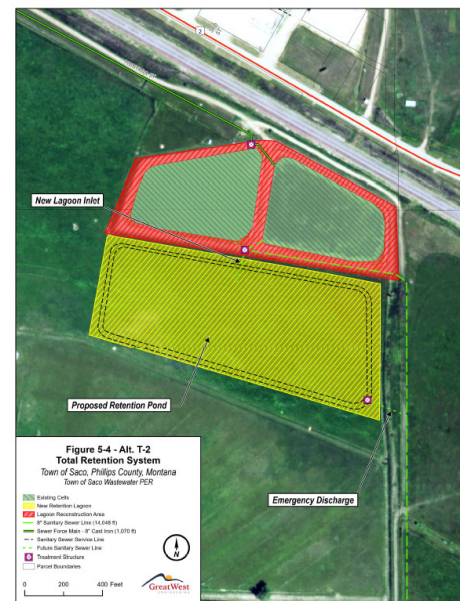 2
New Lagoon Inlet
Proposed Retention Pond
Emergency Discharge
Figure 5-4 - Alt. T-2
Total Retention System
Town of Saco, Phillips County, Montana
Town of Saco Wastewater PER
Existing Cells
New Retention Lagoon
Lagoon Reconstruction Area
8" Sanitary Sewer Line (14,048 ft)
Sewer Force Main - 8" Cast Iron (1,070 ft)
Sanitary Sewer Service Line
Future Sanitary Sewer Line
Treatment Structure
Parcel Boundaries
N
0 200 400 Feet
GreatWest
ENGINEERING